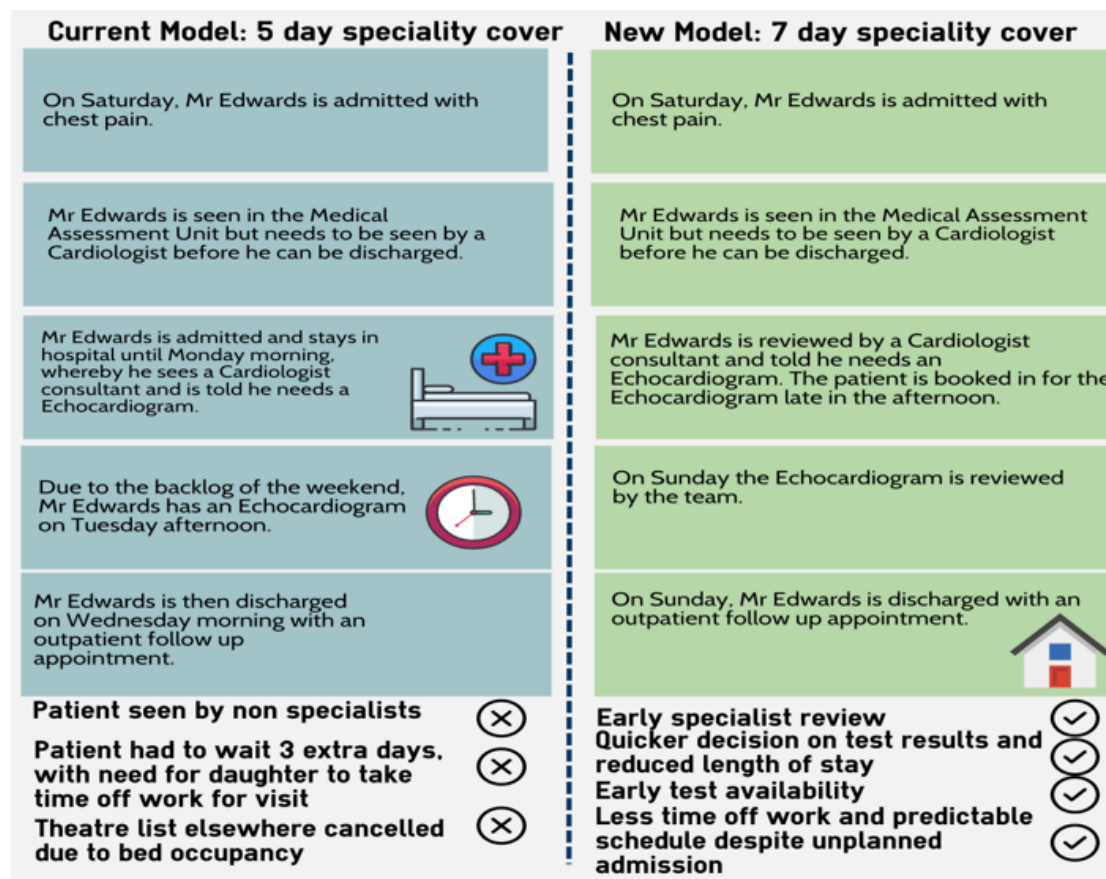 Current Model: 5 day speciality cover
On Saturday, Mr Edwards is admitted with
chest pain.
Mr Edwards is seen in the Medical
Assessment Unit but needs to be seen by a
Cardiologist before he can be discharged.
Mr Edwards is admitted and stays in
hospital until Monday morning,
whereby he sees a Cardiologist
consultant and is told he needs a
Echocardiogram.
Due to the backlog of the weekend,
Mr Edwards has an Echocardiogram
on Tuesday afternoon.
Mr Edwards is then discharged
on Wednesday morning with an
outpatient follow up
appointment.
Patient seen by non specialists
Patient had to wait 3 extra days,
with need for daughter to take
time off work for visit
Theatre list elsewhere cancelled
due to bed occupancy
New Model: 7 day speciality cover
On Saturday, Mr Edwards is admitted with
chest pain.
Mr Edwards is seen in the Medical Assessment
Unit but needs to be seen by a Cardiologist
before he can be discharged.
Mr Edwards is reviewed by a Cardiologist
consultant and told he needs an
Echocardiogram. The patient is booked in for the
Echocardiogram late in the afternoon.
On Sunday the Echocardiogram is reviewed
by the team.
On Sunday, Mr Edwards is discharged with an
outpatient follow up appointment.
Early specialist review
Quicker decision on test results and
reduced length of stay
Early test availability
Less time off work and predictable
schedule despite unplanned
admission